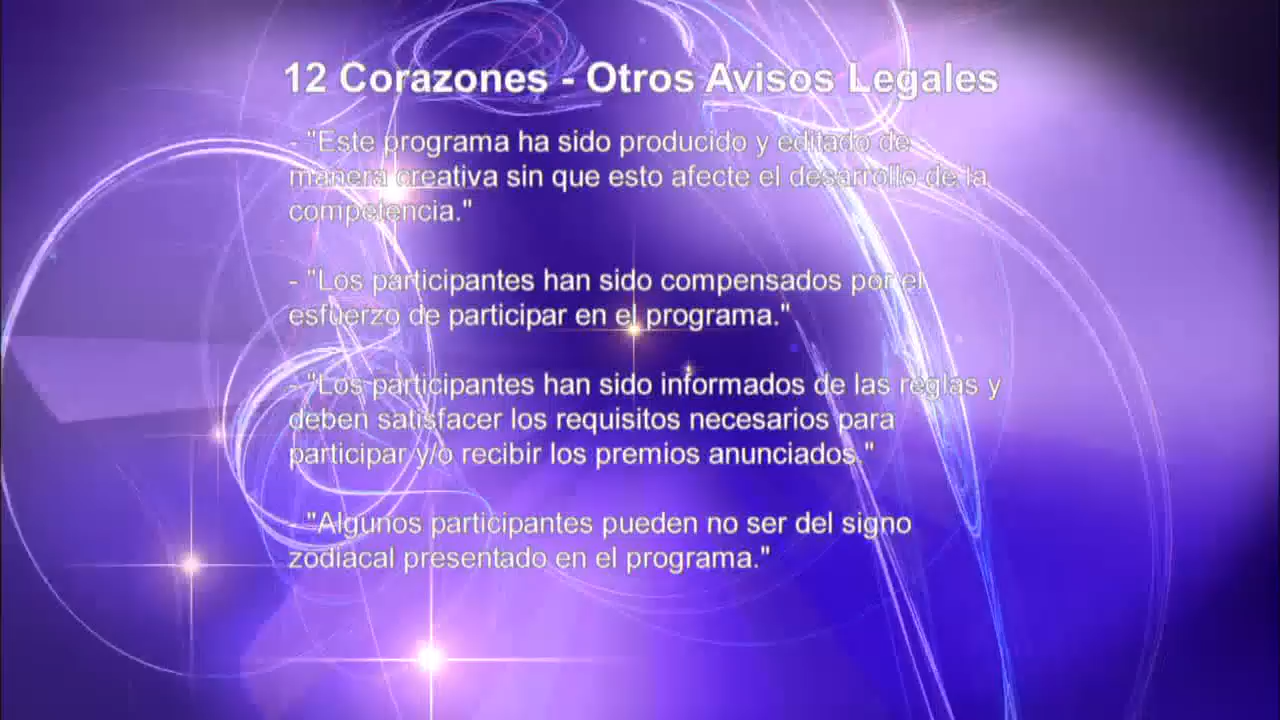 12 Corazones - Otros Avisos Legales
- "Este programa ha sido producido y editado de
manera creativa sin que esto afecte el desarrollo de la
competencia."
- "Los participantes han sido compensados por el
esfuerzo de participar en el programa."
- "Los participantes han sido informados de las reglas y
deben satisfacer los requisitos necesarios para
participar y/o recibir los premios anunciados."
- "Algunos participantes pueden no ser del signo
zodiacal presentado en el programa."